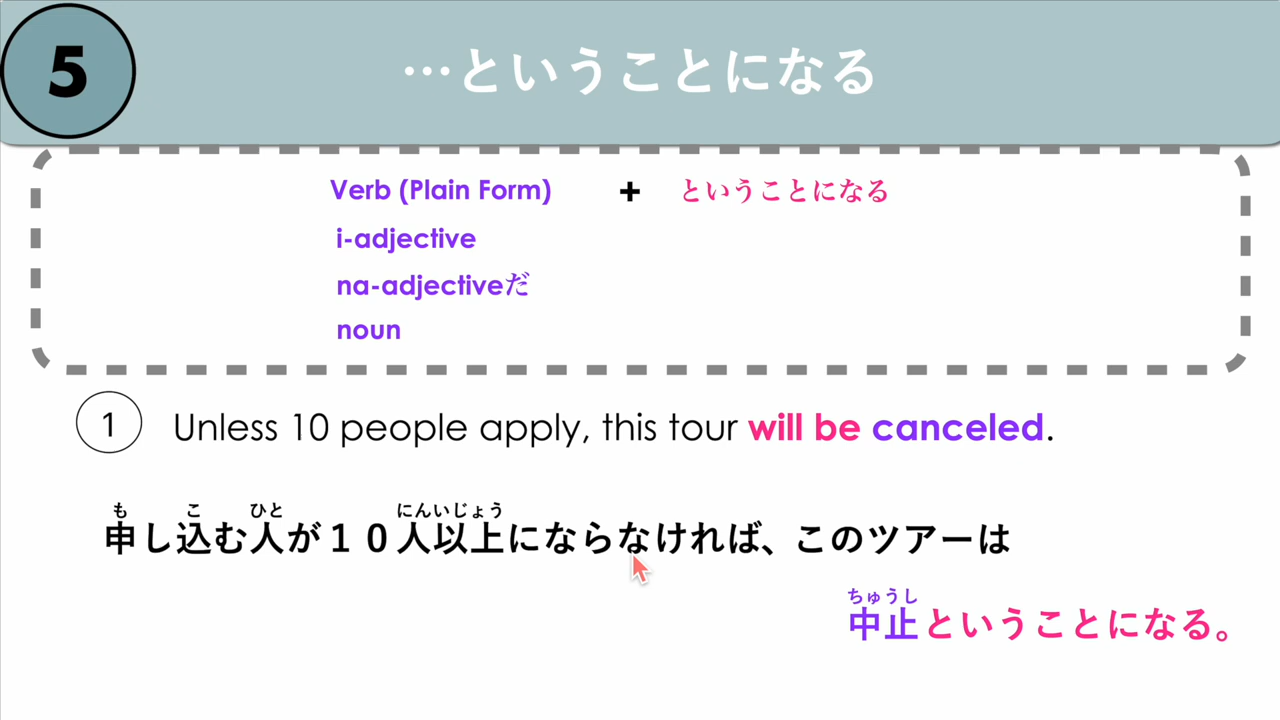 5
…ということになる
Verb (Plain Form) + ということになる
i-adjective
na-adjectiveだ
noun
1 Unless 10 people apply, this tour will be canceled.
も こ ひと にんいじょう
申し込む人が１０人以上にならなければ、このツアーは
ちゅうし
中止ということになる。